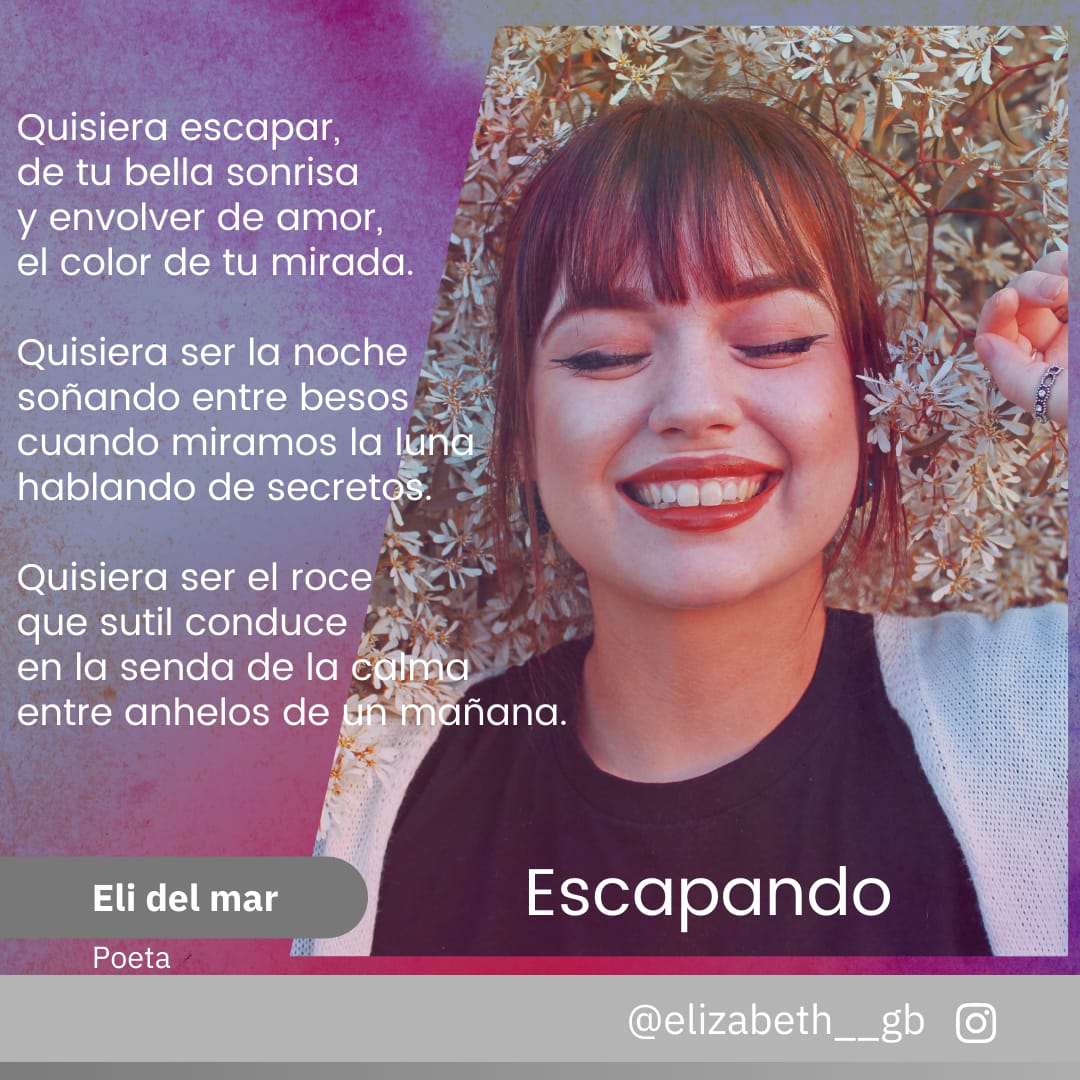 Quisiera escapar,
de tu bella sonrisa
y envolver de amor,
el color de tu mirada.
Quisiera ser la noche
soñando entre besos
cuando miramos la luna
hablando de secretos.
Quisiera ser el roce
que sutil conduce
en la senda de la calma
entre anhelos de un mañana.
Escapando
Eli del mar
Poeta
@elizabeth__gb